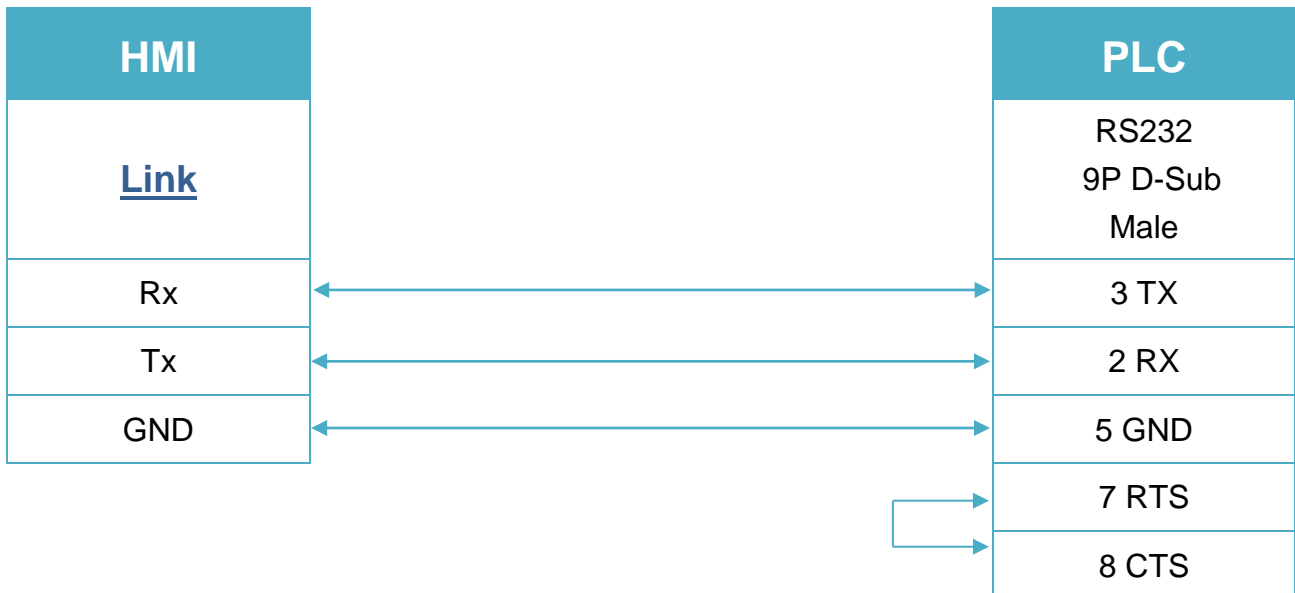 HMI
PLC
Link
RS232
9P D-Sub
Male
Rx
3 TX
Tx
2 RX
GND
5 GND
7 RTS
8 CTS